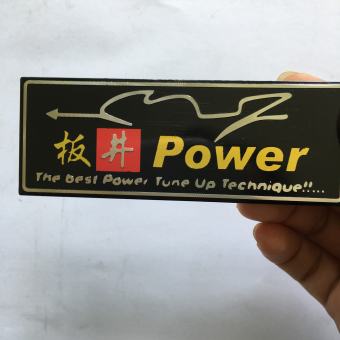 板井 Power
The Best Power Tune Up Technique!!.....